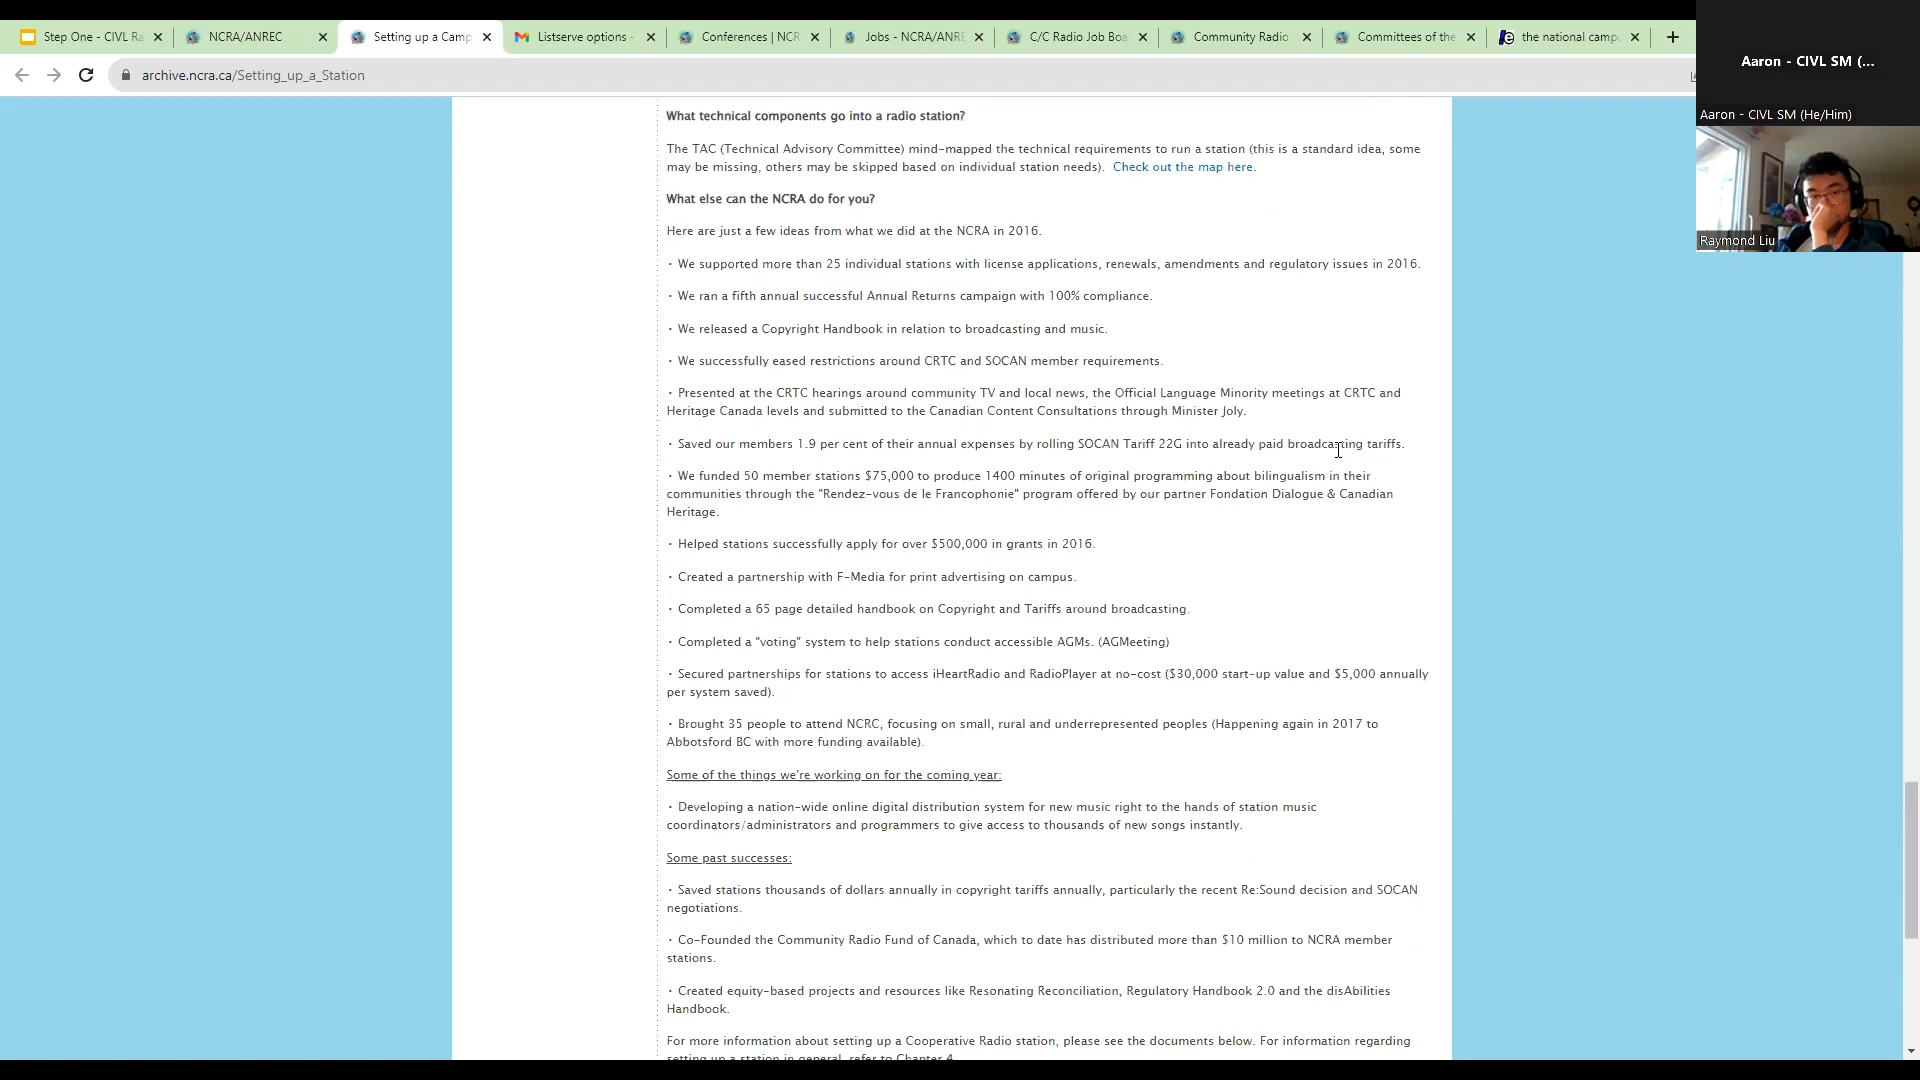 Step One - CIVL Ra
NCRA/ANREC
Setting up a Camp
Listserve options -
Conferences | NCR
Jobs - NCRA/ANRE
C/C Radio Job Boa
Community Radio
Committees of the
the national camp
archive.ncra.ca/Setting_up_a_Station
Aaron - CIVL SM (...
Aaron - CIVL SM (He/Him)
Raymond Liu
What technical components go into a radio station?
The TAC (Technical Advisory Committee) mind-mapped the technical requirements to run a station (this is a standard idea, some
may be missing, others may be skipped based on individual station needs). Check out the map here.
What else can the NCRA do for you?
Here are just a few ideas from what we did at the NCRA in 2016.
• We supported more than 25 individual stations with license applications, renewals, amendments and regulatory issues in 2016.
• We ran a fifth annual successful Annual Returns campaign with 100% compliance.
• We released a Copyright Handbook in relation to broadcasting and music.
• We successfully eased restrictions around CRTC and SOCAN member requirements.
• Presented at the CRTC hearings around community TV and local news, the Official Language Minority meetings at CRTC and
Heritage Canada levels and submitted to the Canadian Content Consultations through Minister Joly.
• Saved our members 1.9 per cent of their annual expenses by rolling SOCAN Tariff 22G into already paid broadcasting tariffs.
• We funded 50 member stations $75,000 to produce 1400 minutes of original programming about bilingualism in their
communities through the "Rendez-vous de le Francophonie" program offered by our partner Fondation Dialogue & Canadian
Heritage.
• Helped stations successfully apply for over $500,000 in grants in 2016.
• Created a partnership with F-Media for print advertising on campus.
• Completed a 65 page detailed handbook on Copyright and Tariffs around broadcasting.
• Completed a "voting" system to help stations conduct accessible AGMs. (AGMeeting)
• Secured partnerships for stations to access iHeartRadio and RadioPlayer at no-cost ($30,000 start-up value and $5,000 annually
per system saved).
• Brought 35 people to attend NCRC, focusing on small, rural and underrepresented peoples (Happening again in 2017 to
Abbotsford BC with more funding available).
Some of the things we're working on for the coming year:
• Developing a nation-wide online digital distribution system for new music right to the hands of station music
coordinators/administrators and programmers to give access to thousands of new songs instantly.
Some past successes:
• Saved stations thousands of dollars annually in copyright tariffs annually, particularly the recent Re:Sound decision and SOCAN
negotiations.
• Co-Founded the Community Radio Fund of Canada, which to date has distributed more than $10 million to NCRA member
stations.
• Created equity-based projects and resources like Resonating Reconciliation, Regulatory Handbook 2.0 and the disAbilities
Handbook.
For more information about setting up a Cooperative Radio station, please see the documents below. For information regarding
setting up a station in general, refer to Chapter 4